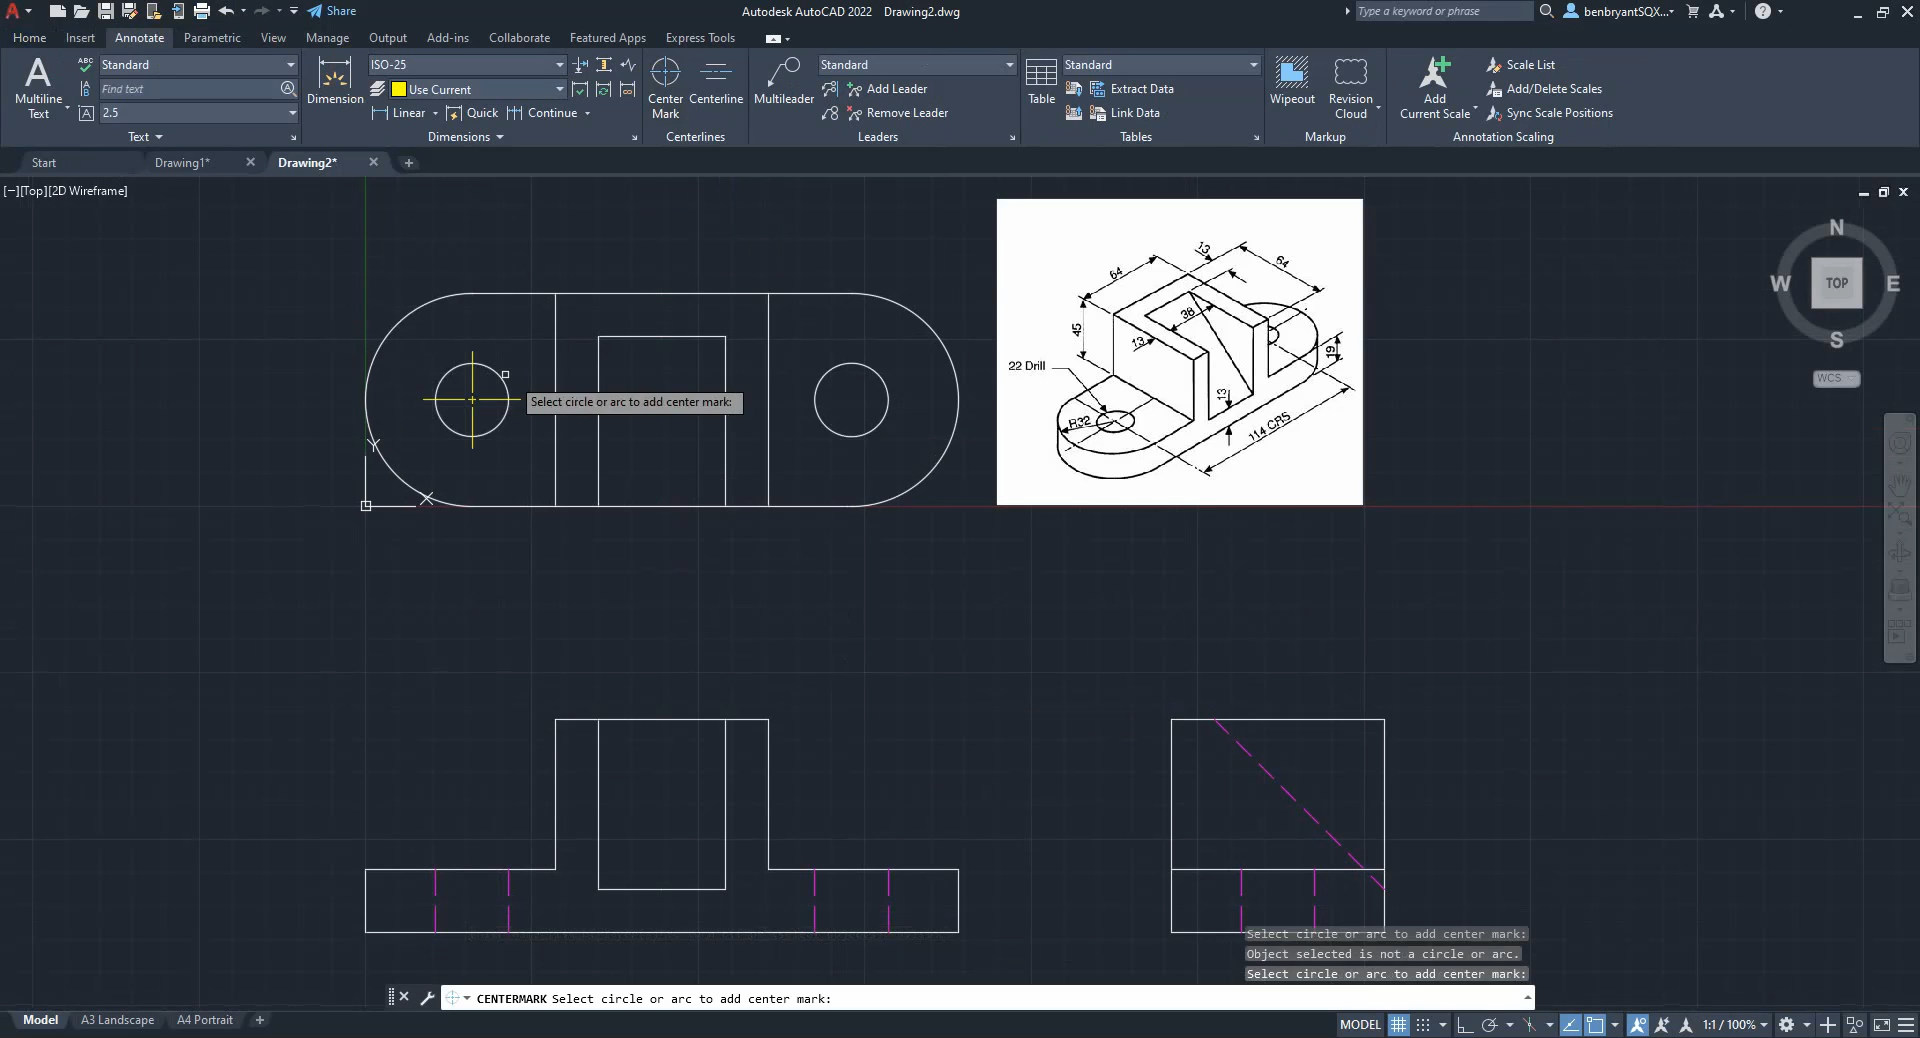 Share
Autodesk AutoCAD 2022 Drawing2.dwg
Type a keyword or phrase
benbryantSQX...
Home Insert Annotate Parametric View Manage Output Add-ins Collaborate Featured Apps Express Tools
Multiline Text
ABC Standard
Find text
2.5
Text
Dimension
ISO-25
Use Current
Linear Quick Continue
Dimensions
Center Mark
Centerline
Centerlines
Multileader
Standard
Add Leader
Remove Leader
Leaders
Table
Standard
Extract Data
Link Data
Tables
Wipeout
Revision Cloud
Markup
Add Current Scale
Scale List
Add/Delete Scales
Sync Scale Positions
Annotation Scaling
Start Drawing1* Drawing2*
[−][Top][2D Wireframe]
N
W TOP E
S
WCS
13
64
64
38
45
13
19
22 Drill
13
R32
114 CRS
Select circle or arc to add center mark:
Y
X
Select circle or arc to add center mark:
Object selected is not a circle or arc.
Select circle or arc to add center mark:
CENTERMARK Select circle or arc to add center mark:
Model A3 Landscape A4 Portrait
MODEL 1:1 / 100%